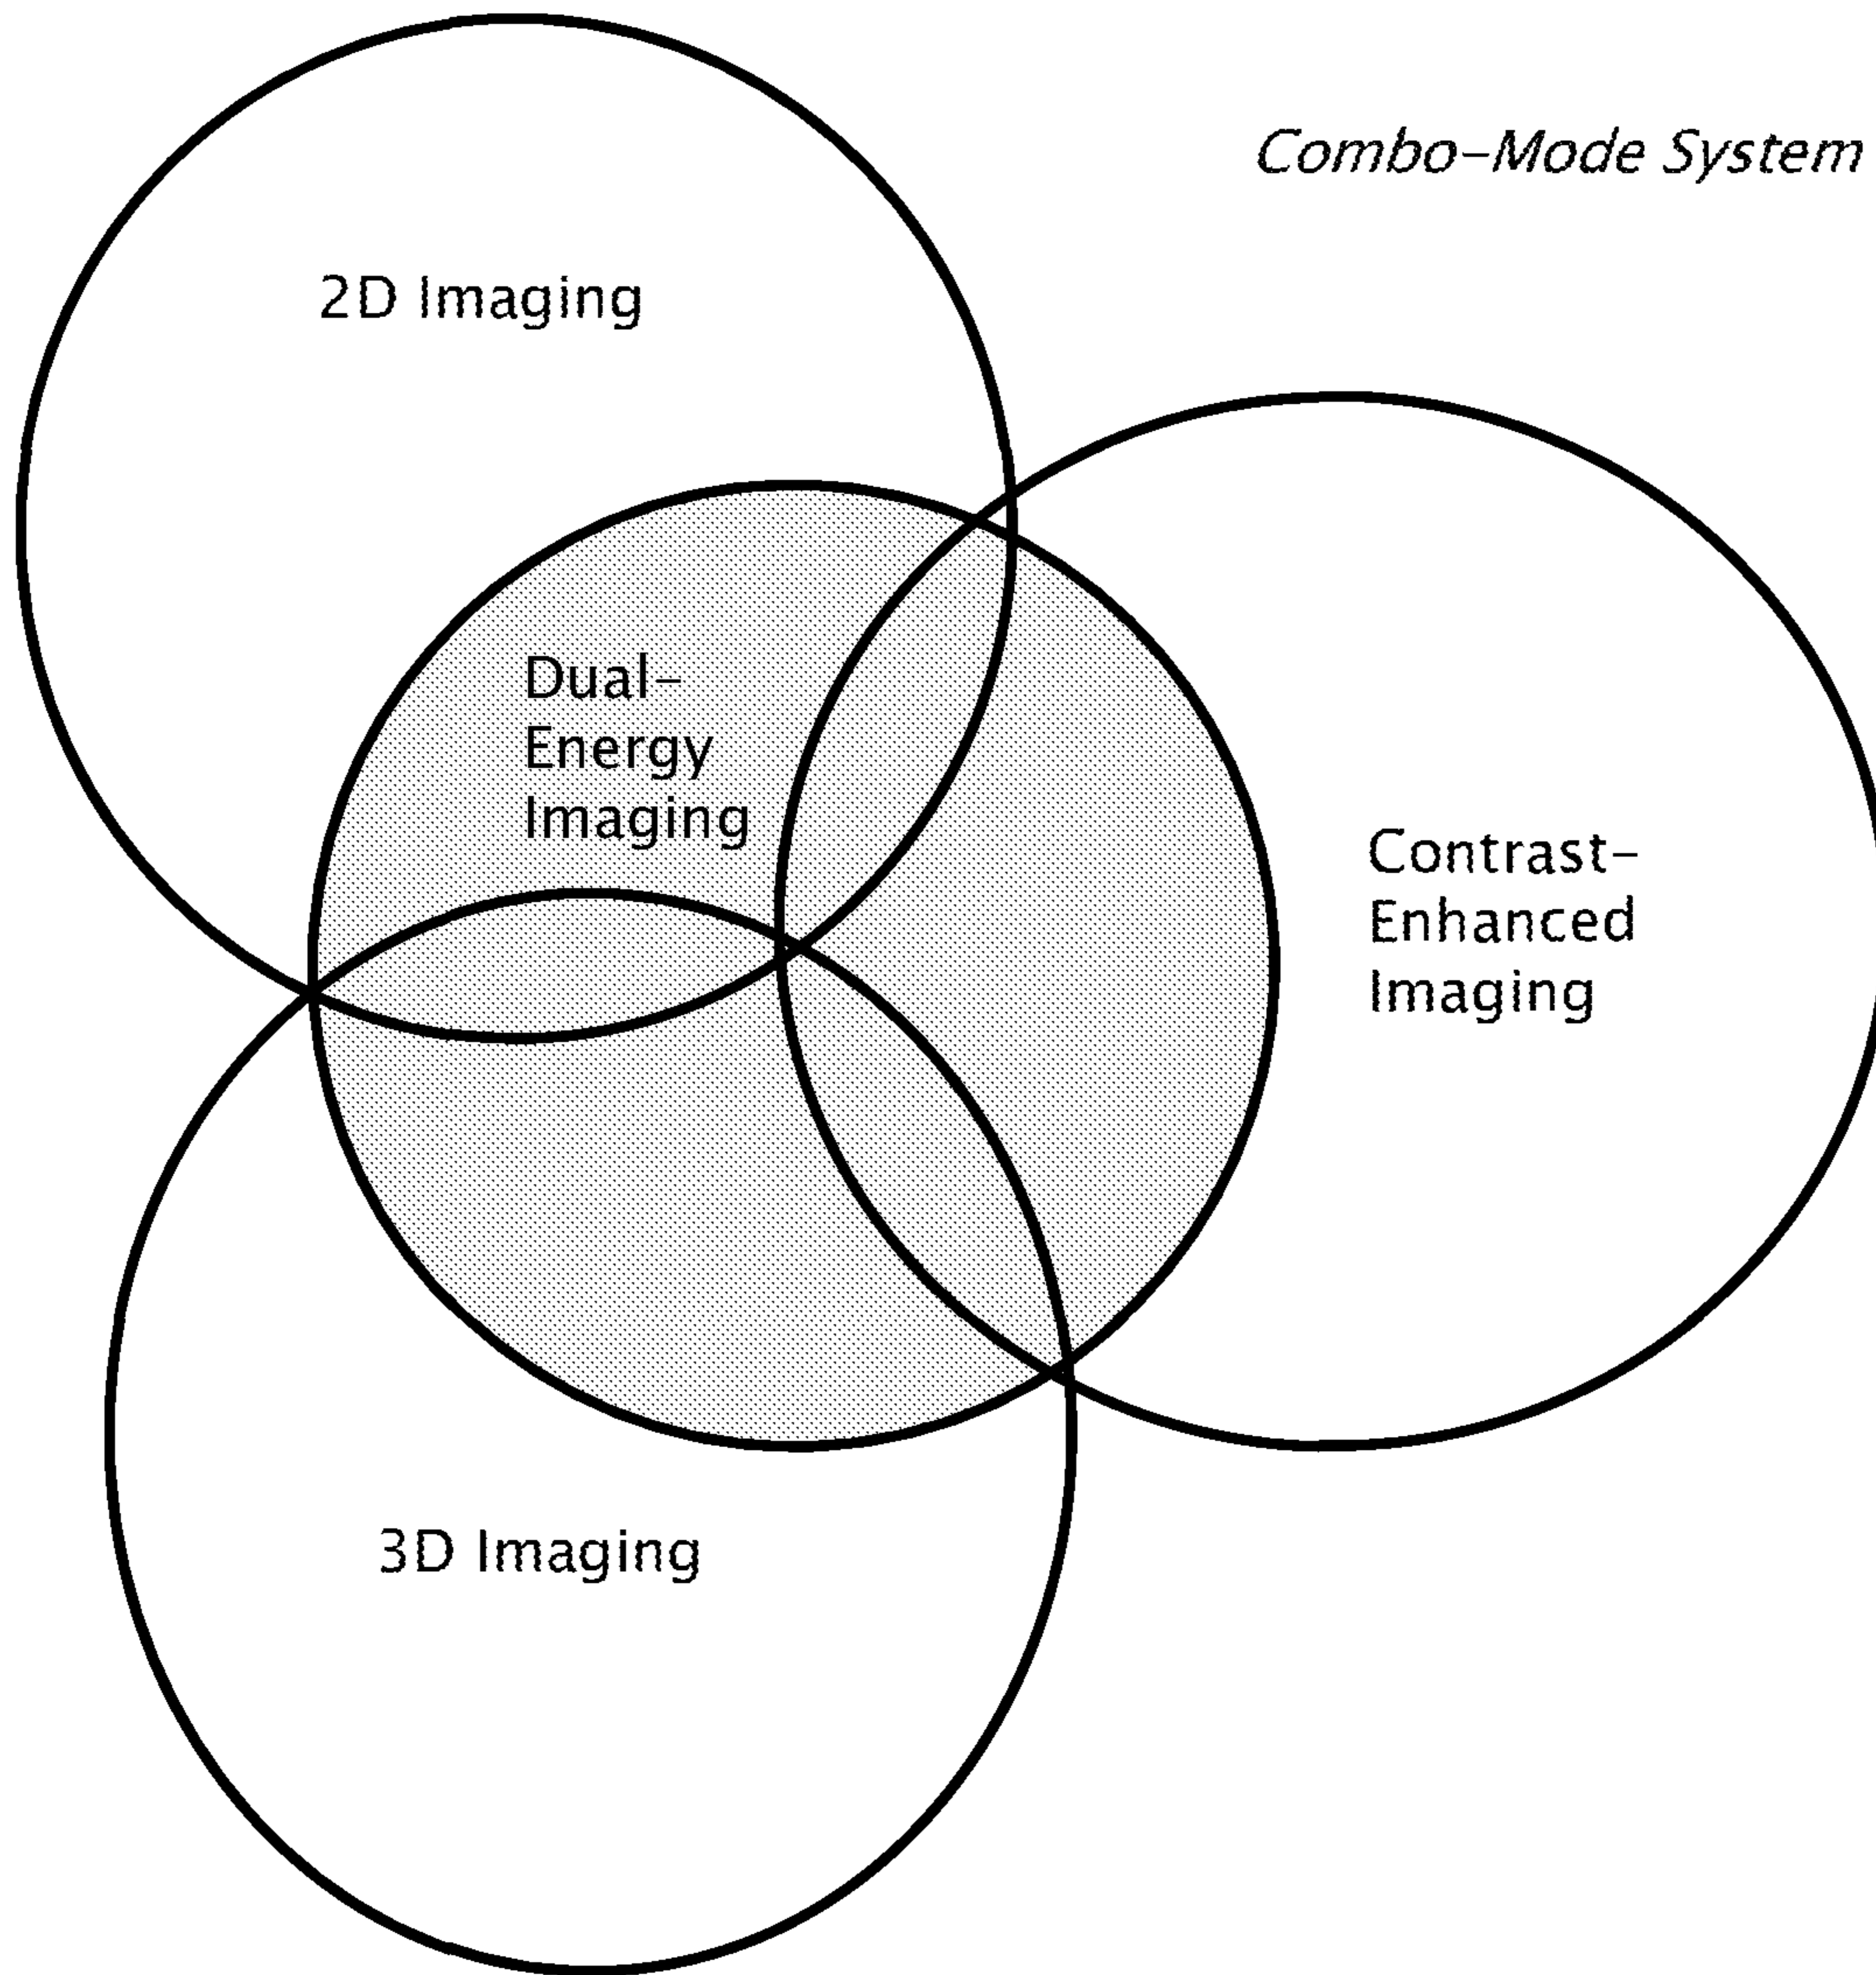 Combo-Mode System
2D Imaging
Dual-
Energy
Imaging
Contrast-
Enhanced
Imaging
3D Imaging